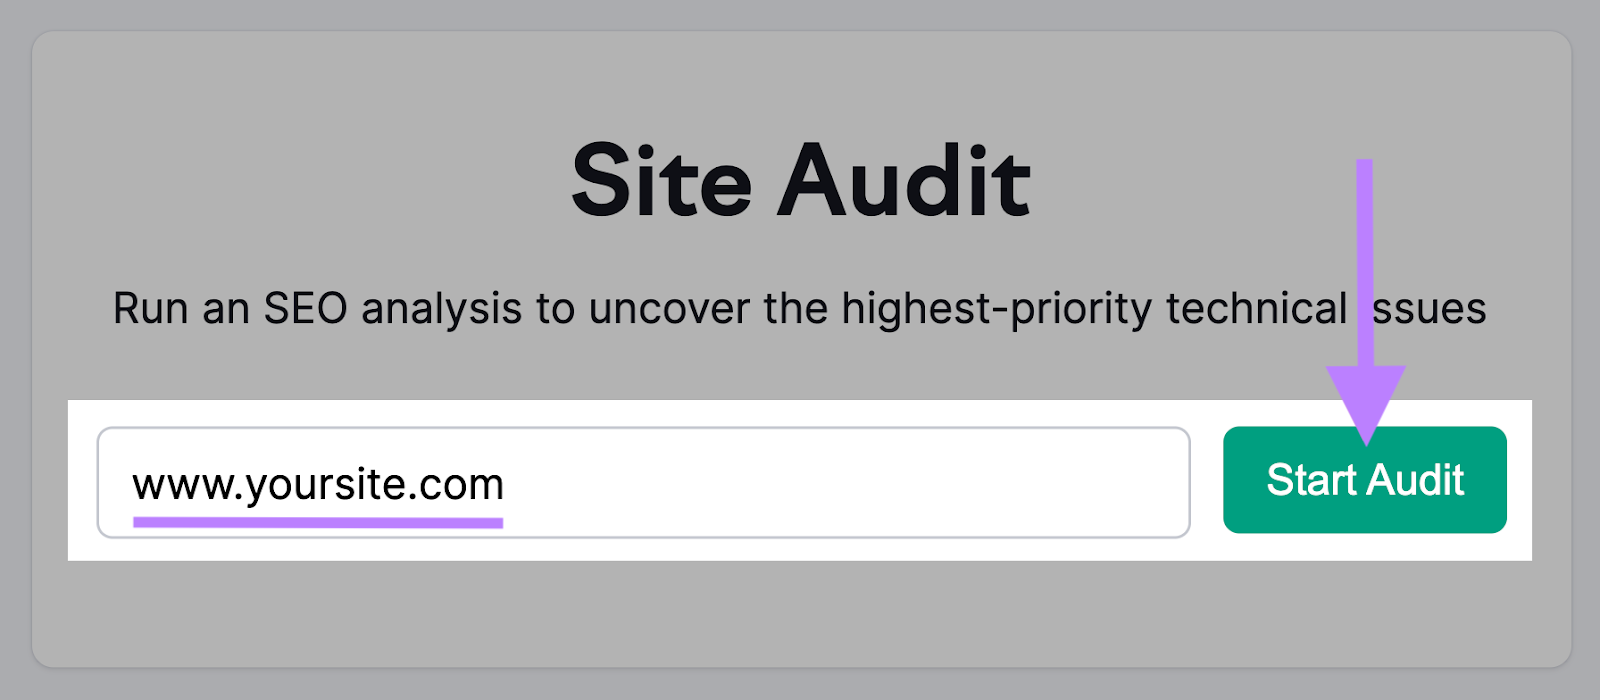 Site Audit
Run an SEO analysis to uncover the highest-priority technical issues
www.yoursite.com
Start Audit